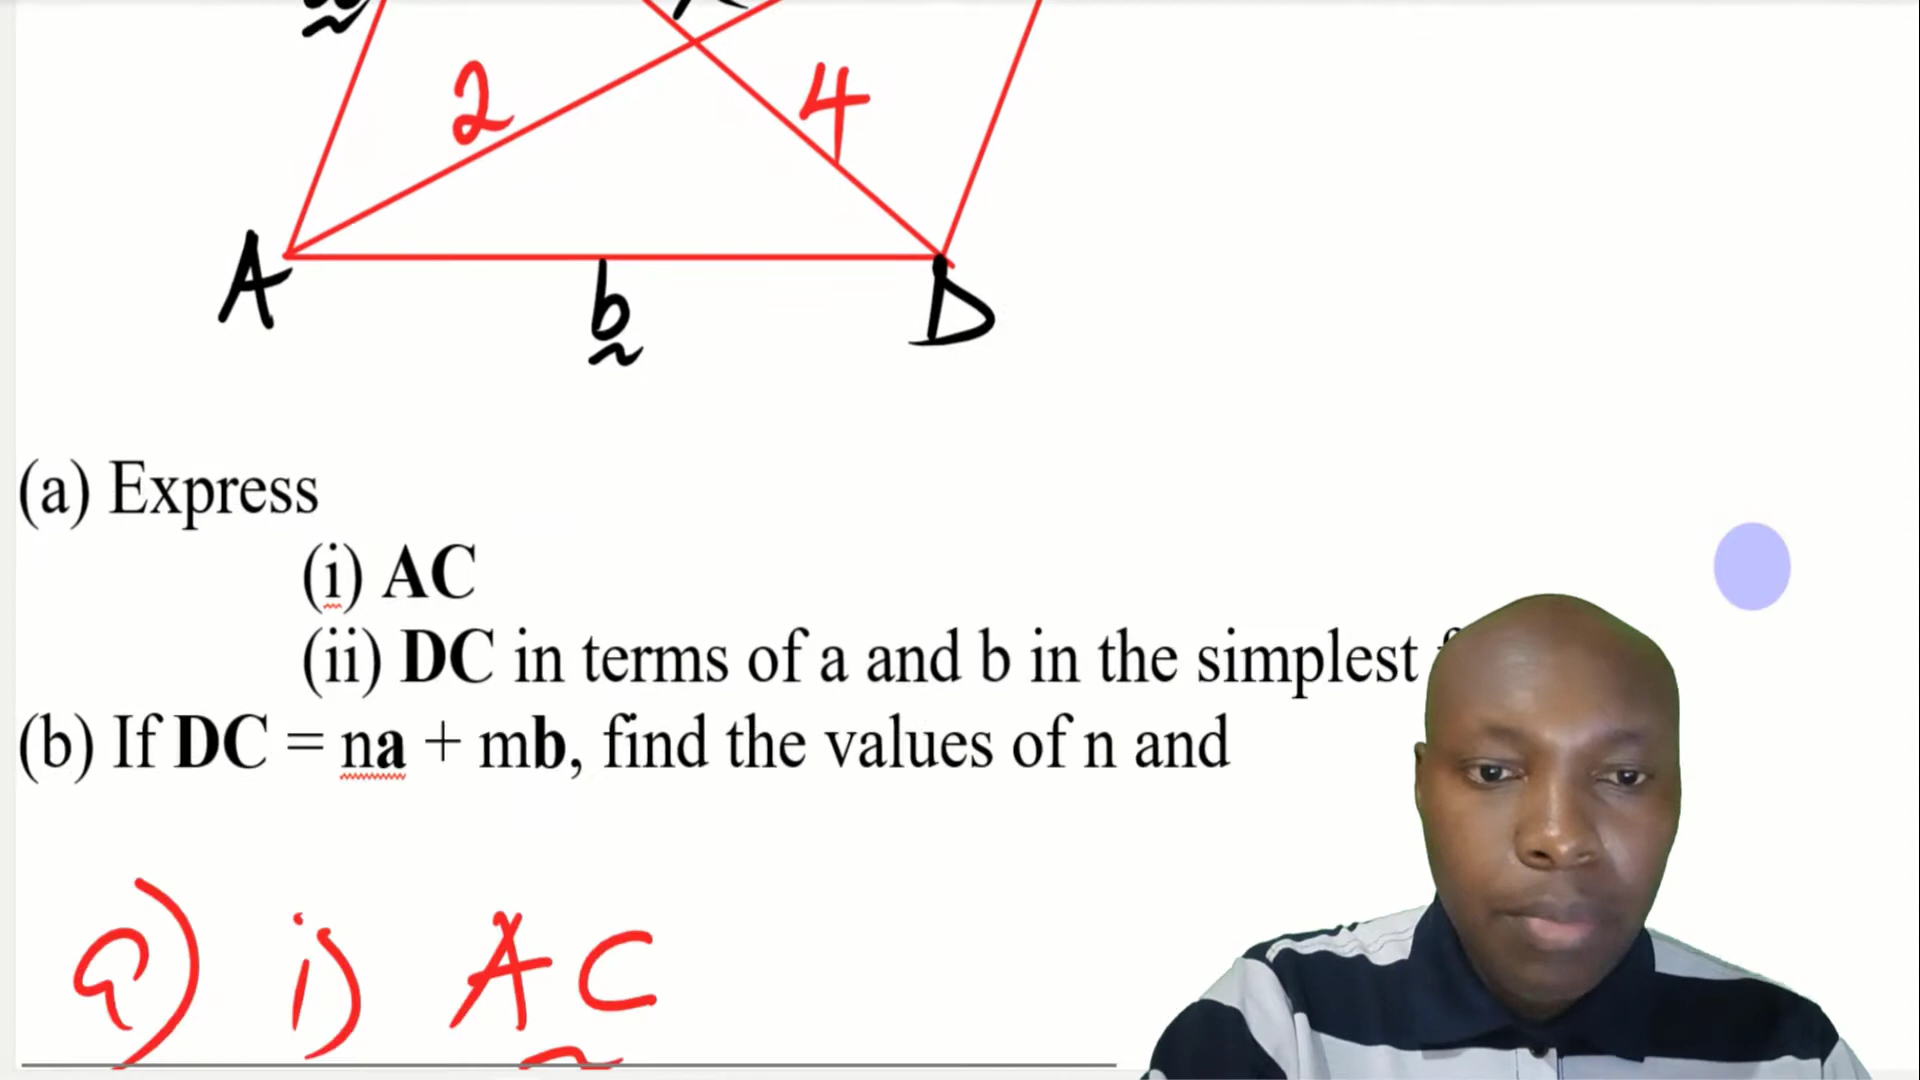 2
4
A
b
D
(a) Express
(i) AC
(ii) DC in terms of a and b in the simplest
(b) If DC = na + mb, find the values of n and
a) i) AC